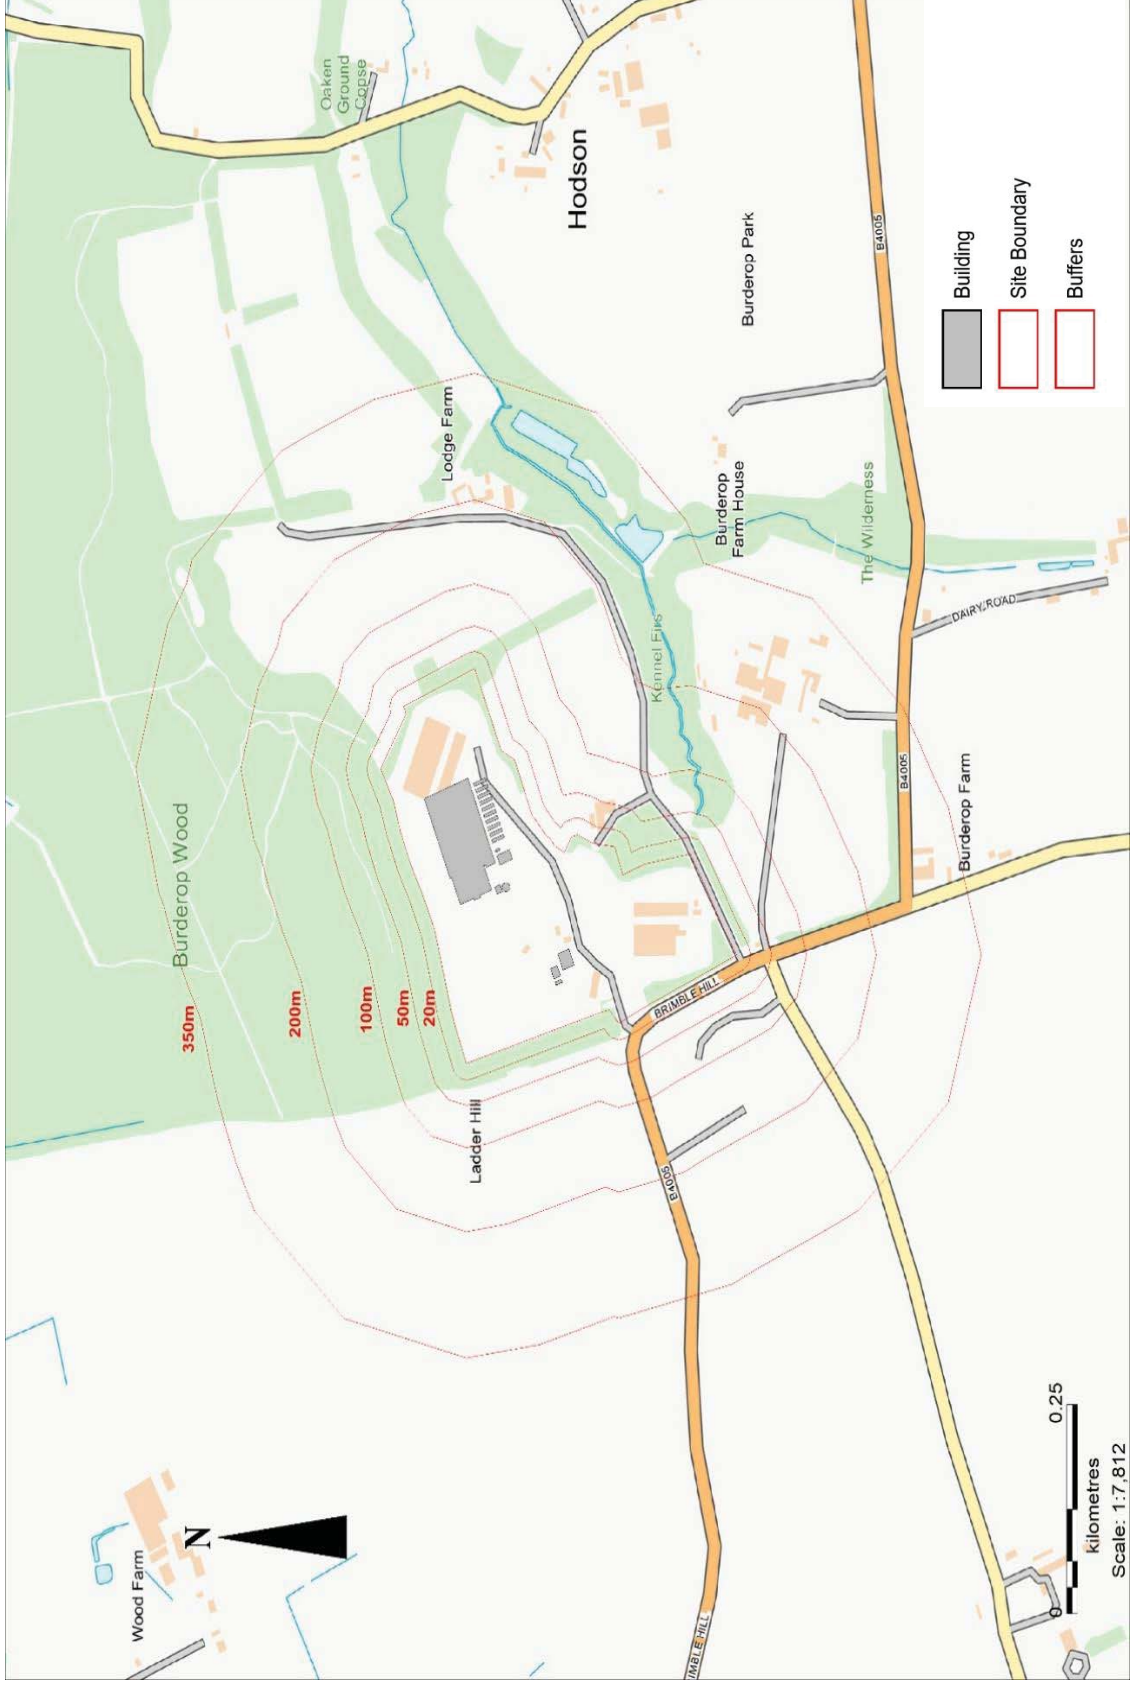 Wood Farm
N
Burderop Wood
350m
200m
Oaken
Ground
Copse
100m
50m
20m
Lodge Farm
Ladder Hill
Hodson
Kennel Firs
B4005
BRIMBLE HILL
IMBLE HILL
Burderop
Farm House
Burderop Park
The Wilderness
B4005
B4005
Burderop Farm
DAIRY ROAD
Building
Site Boundary
Buffers
0 0.25
kilometres
Scale: 1:7,812